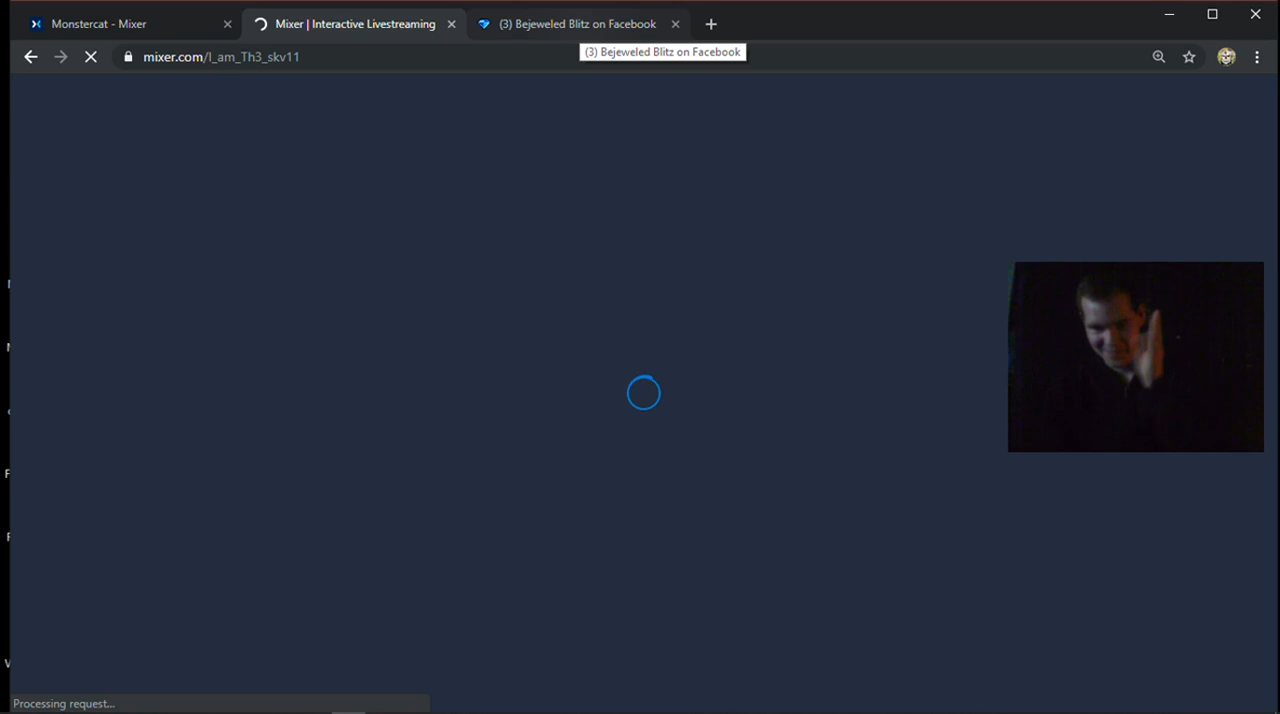 Monstercat - Mixer
Mixer | Interactive Livestreaming
(3) Bejeweled Blitz on Facebook
(3) Bejeweled Blitz on Facebook
mixer.com/I_am_Th3_skv11
Processing request...